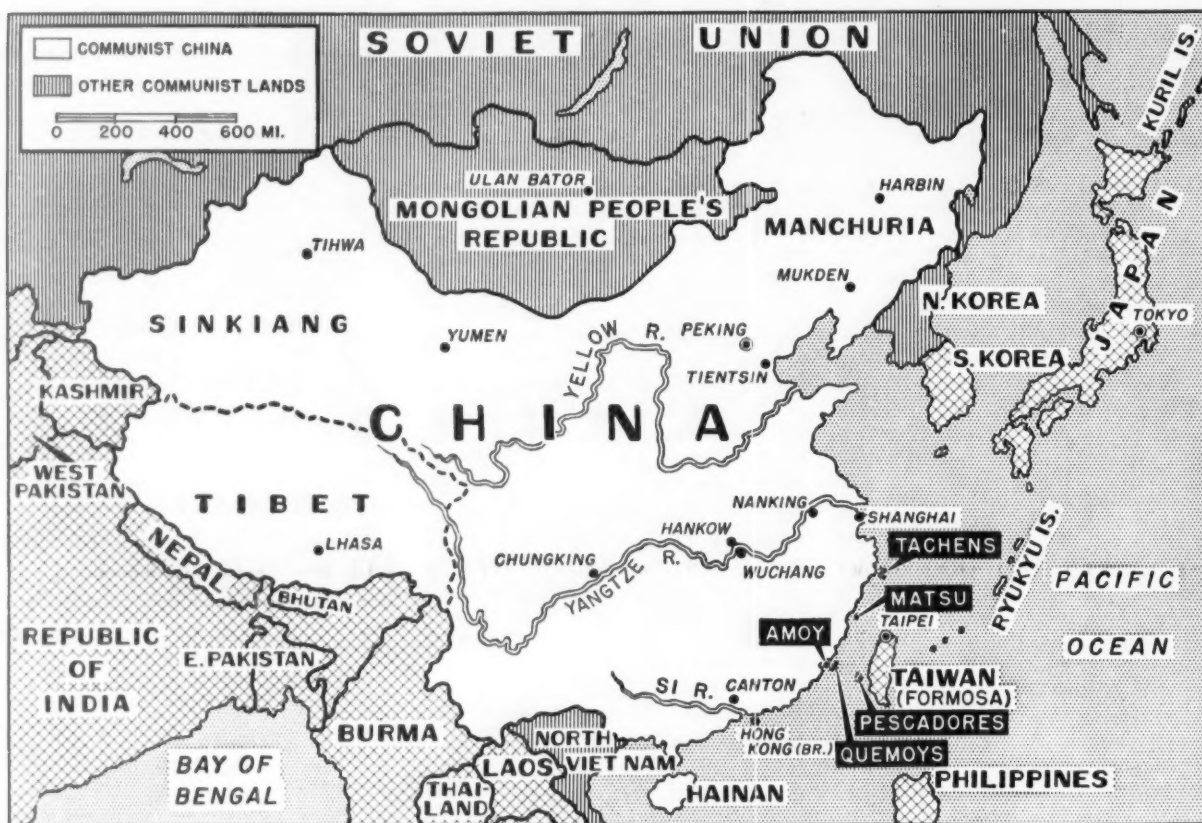 COMMUNIST CHINA
OTHER COMMUNIST LANDS
0 200 400 600 MI.
SOVIET UNION
KURIL IS.
ULAN BATOR
MONGOLIAN PEOPLE'S
REPUBLIC
HARBIN
MANCHURIA
TIHWA
MUKDEN
JAPAN
TOKYO
N. KOREA
SINKIANG
YUMEN
YELLOW R.
PEKING
TIENTSIN
S. KOREA
KASHMIR
CHINA
WEST
PAKISTAN
TIBET
LHASA
NEPAL
BHUTAN
NANKING
SHANGHAI
HANKOW
WUCHANG
CHUNGKING
YANGTZE R.
TACHENS
MATSU
RYUKYU IS.
PACIFIC
OCEAN
TAIPEI
AMOY
TAIWAN
(FORMOSA)
PESCADORES
QUEMOYS
REPUBLIC
OF
INDIA
E. PAKISTAN
BURMA
SI R.
CANTON
HONG
KONG (BR.)
NORTH
VIET NAM
LAOS
THAI-
LAND
HAINAN
PHILIPPINES
BAY OF
BENGAL